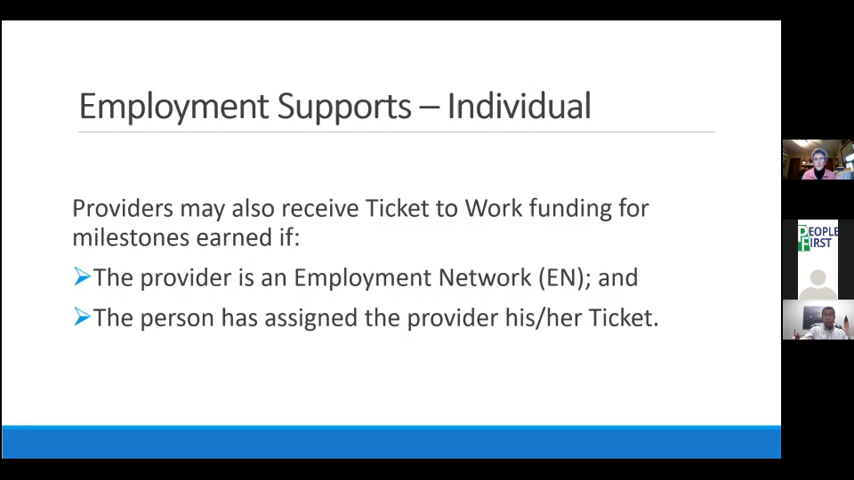 Employment Supports – Individual
Providers may also receive Ticket to Work funding for
milestones earned if:
The provider is an Employment Network (EN); and
The person has assigned the provider his/her Ticket.
PEOPLE
FIRST